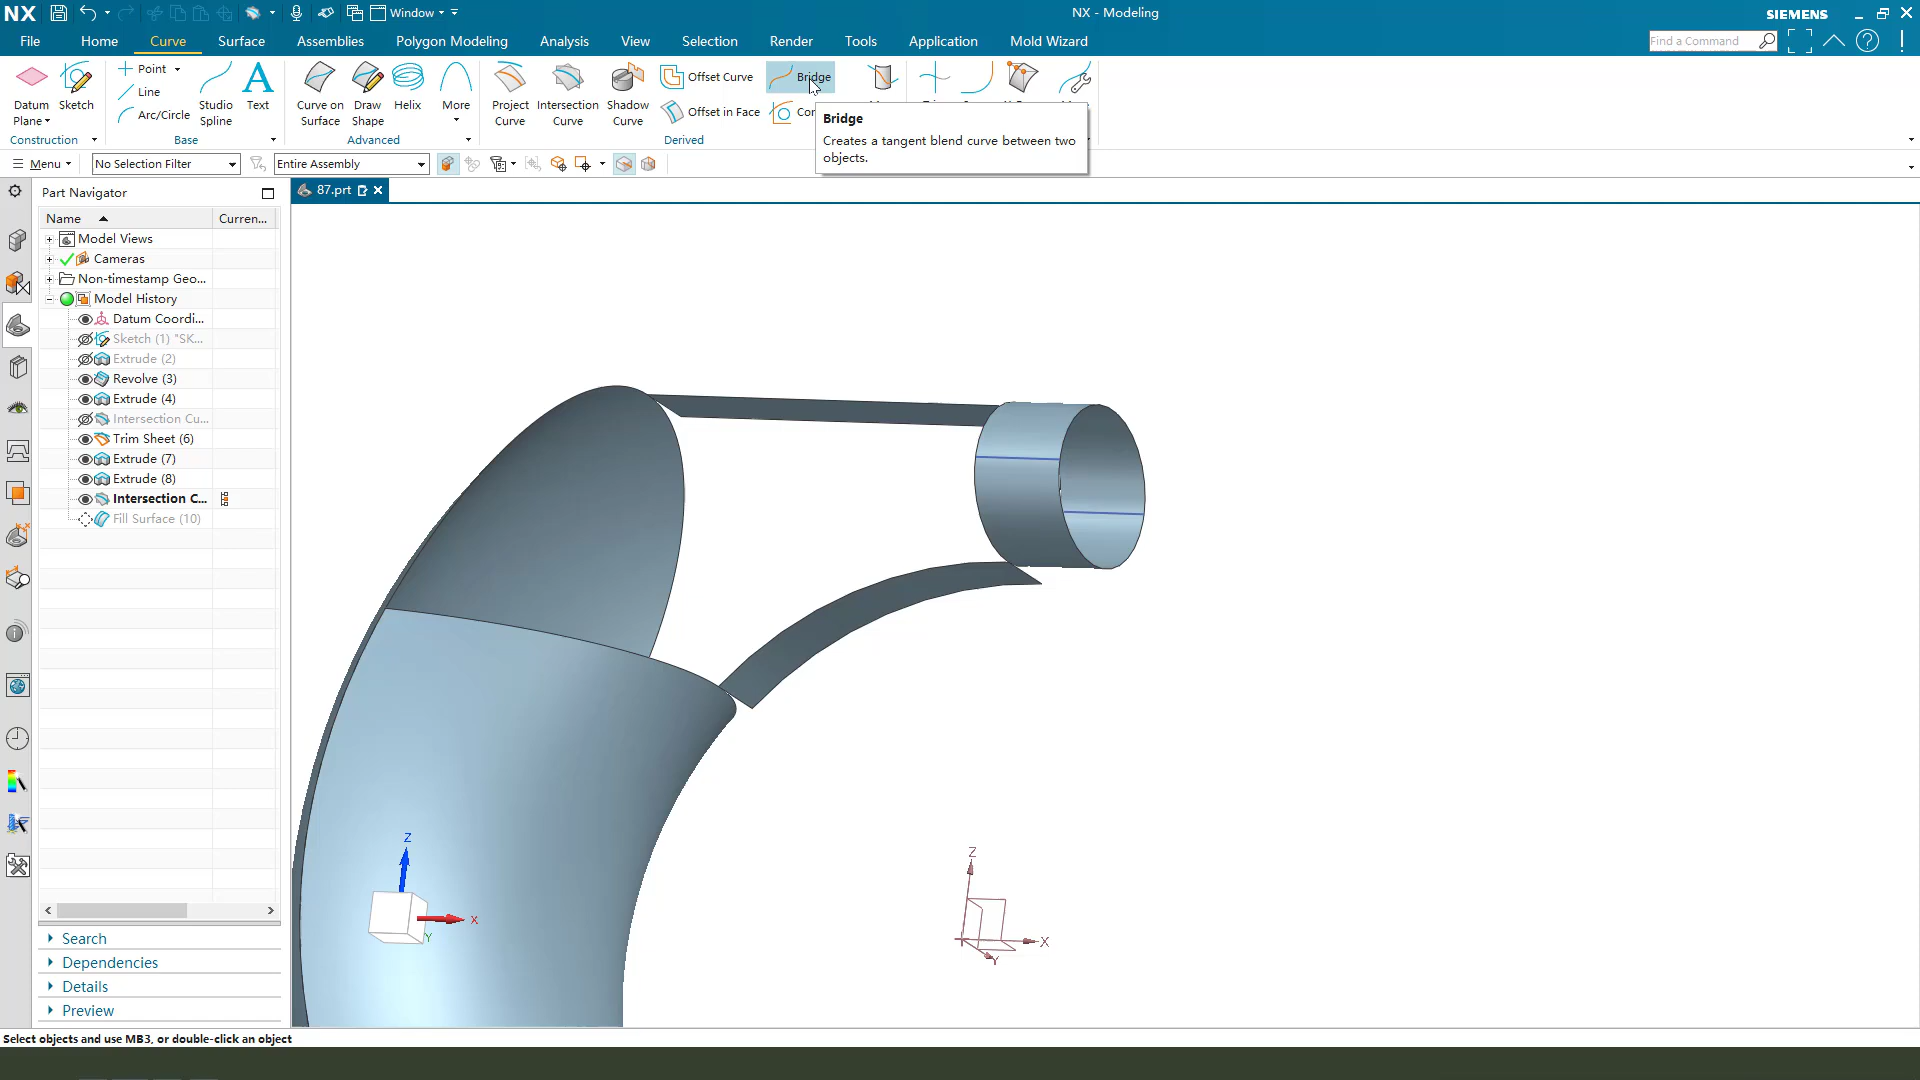 NX
Window
NX - Modeling
SIEMENS
File
Home
Curve
Surface
Assemblies
Polygon Modeling
Analysis
View
Selection
Render
Tools
Application
Mold Wizard
Find a Command
Datum
Plane
Sketch
Point
Line
Arc/Circle
Studio
Spline
Text
Curve on
Surface
Draw
Shape
Helix
More
Project
Curve
Intersection
Curve
Shadow
Curve
Offset Curve
Offset in Face
Bridge
Construction
Base
Advanced
Derived
Bridge
Creates a tangent blend curve between two
objects.
Menu
No Selection Filter
Entire Assembly
Part Navigator
87.prt
Name
Curren...
Model Views
Cameras
Non-timestamp Geo...
Model History
Datum Coordi...
Sketch (1) "SK...
Extrude (2)
Revolve (3)
Extrude (4)
Intersection Cu...
Trim Sheet (6)
Extrude (7)
Extrude (8)
Intersection C...
Fill Surface (10)
Z
X
Y
Z
X
Y
Search
Dependencies
Details
Preview
Select objects and use MB3, or double-click an object